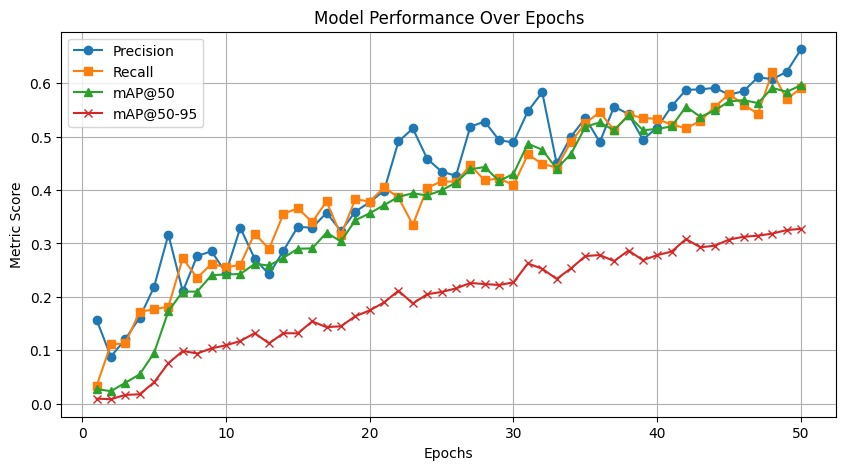 Model Performance Over Epochs
Precision
Recall
mAP@50
mAP@50-95
Metric Score
0.6
0.5
0.4
0.3
0.2
0.1
0.0
0 10 20 30 40 50
Epochs